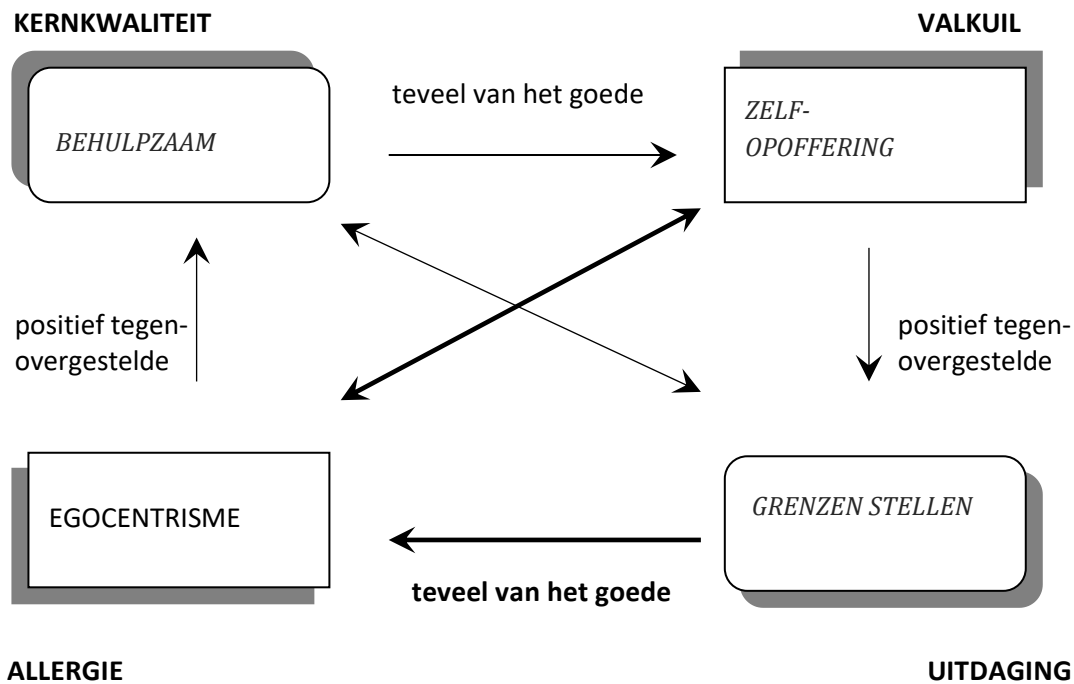 KERNKWALITEIT
VALKUIL
teveel van het goede
BEHULPZAAM
ZELF-
OPOFFERING
positief tegen-
overgestelde
positief tegen-
overgestelde
EGOCENTRISME
GRENZEN STELLEN
teveel van het goede
ALLERGIE
UITDAGING